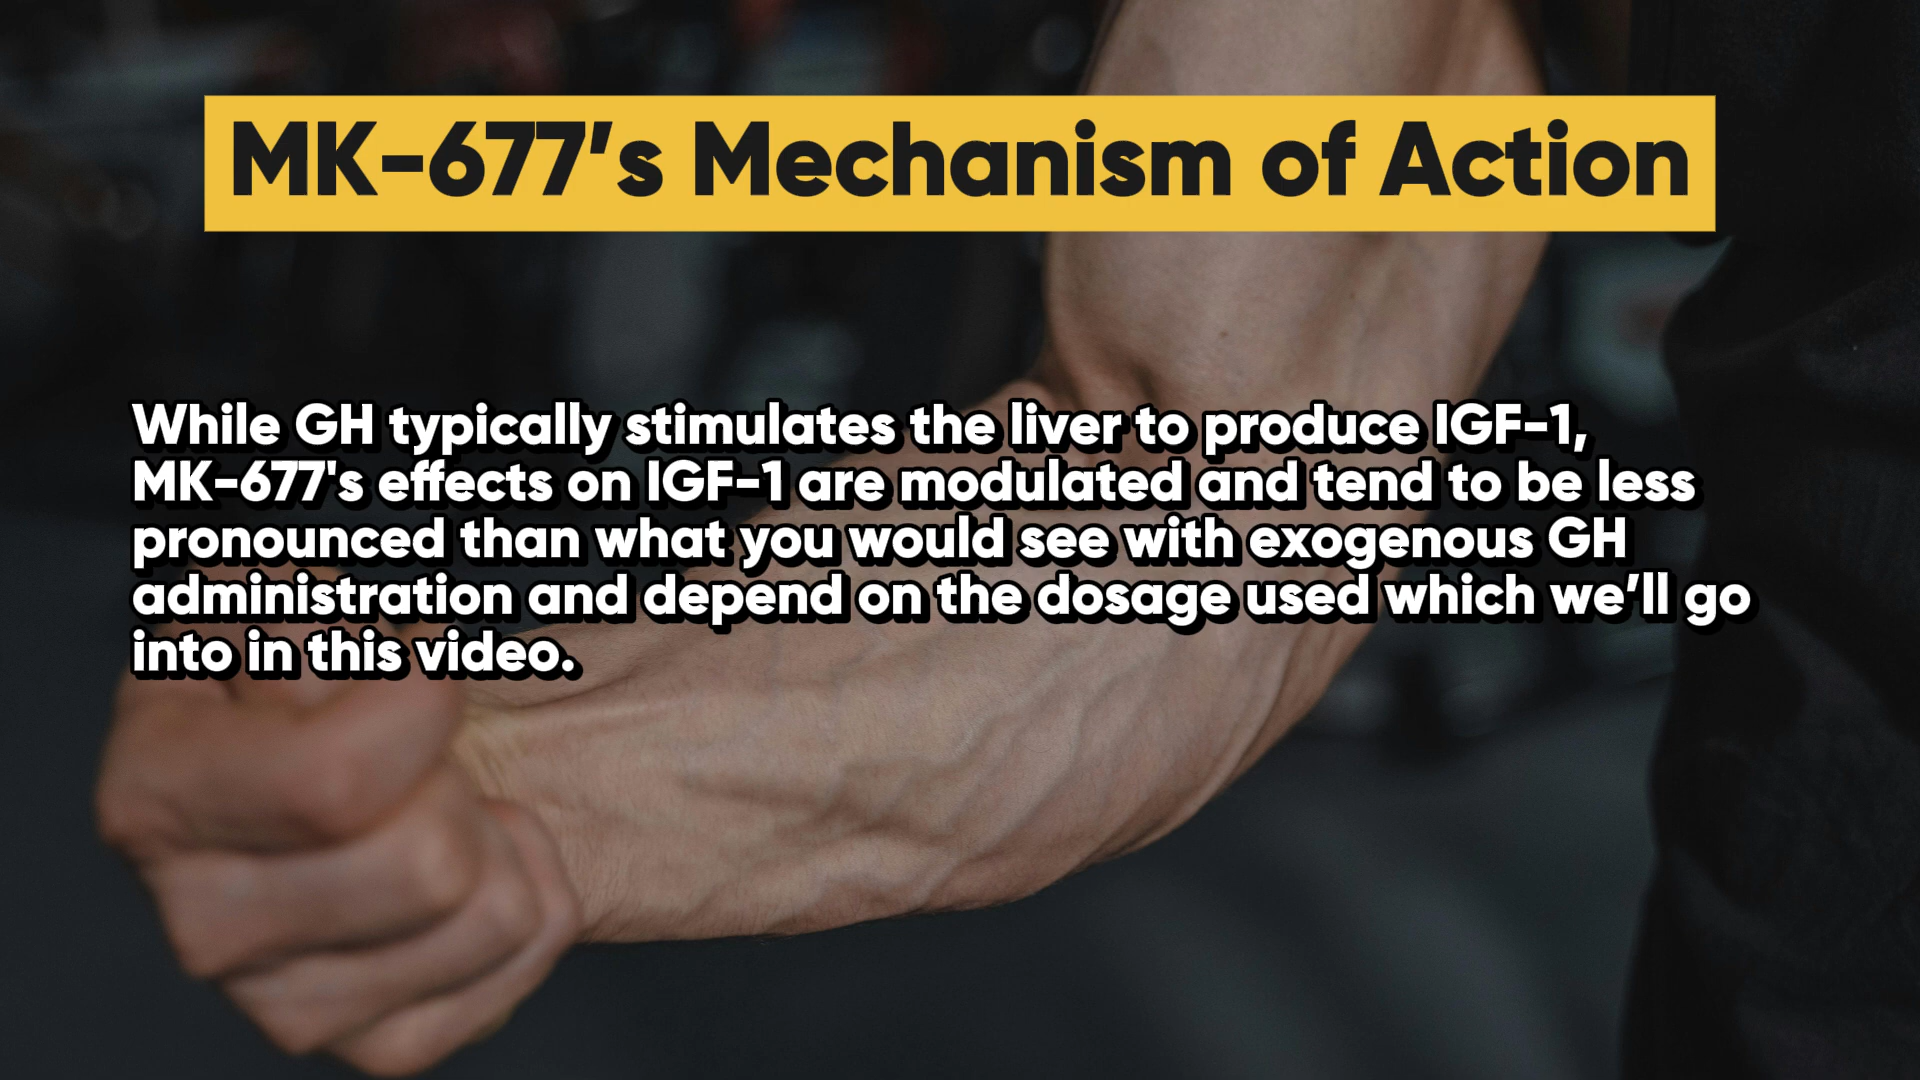 MK-677’s Mechanism of Action
While GH typically stimulates the liver to produce IGF-1,
MK-677's effects on IGF-1 are modulated and tend to be less
pronounced than what you would see with exogenous GH
administration and depend on the dosage used which we’ll go
into in this video.